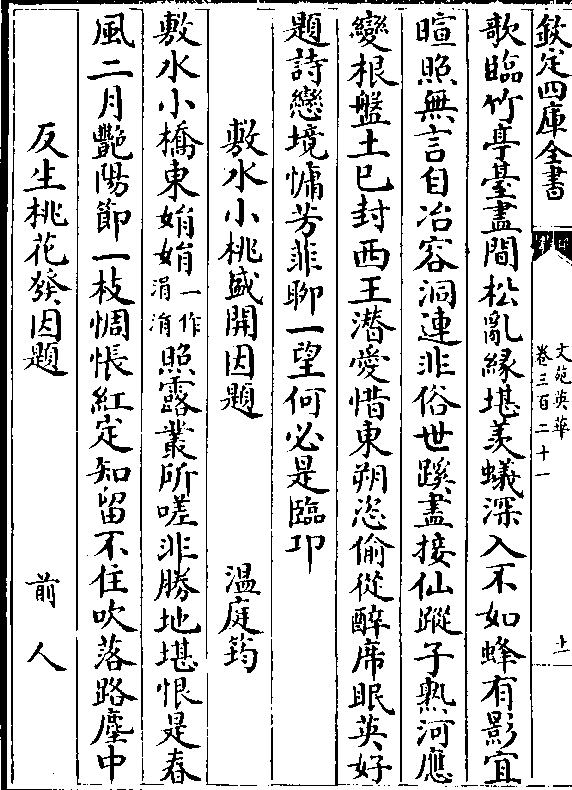 欽定四庫全書
文苑英華
卷三百二十一
十一
歌臨竹亭臺盡間松亂緣堪羨蟻深入不如蜂有影宜
暄照無言自冶容洞連非俗世蹊盡接仙蹤子熟河應
變根盤土已封西王潛愛惜東朔恣偷從醉席眠英好
題詩戀境慵芳菲聊一望何必是臨卭
敷水小桃盛開因題 溫庭筠
敷水小橋東娟娟一作涓涓照露叢所嗟非勝地堪恨是春
風二月艷陽節一枝惆悵紅定知留不住吹落路塵中
反生桃花發因題 前人